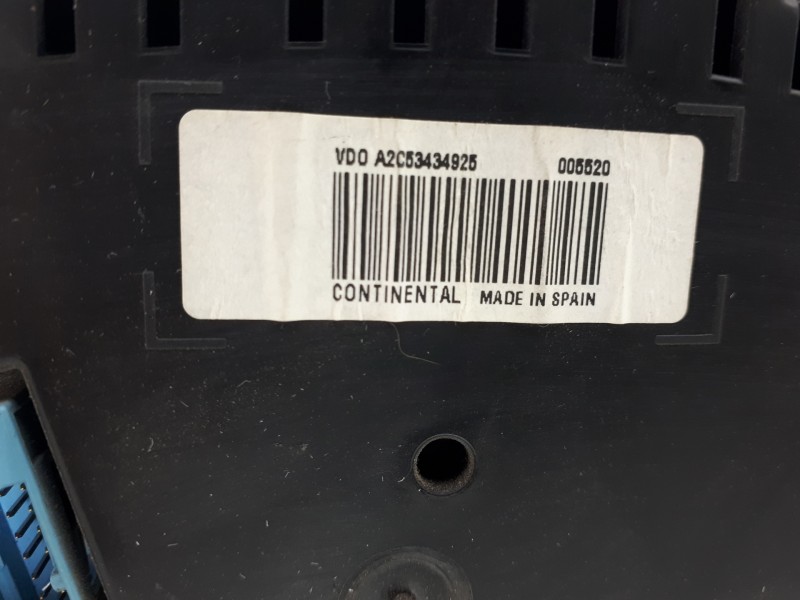 VDO A2C53434925 005520
CONTINENTAL MADE IN SPAIN